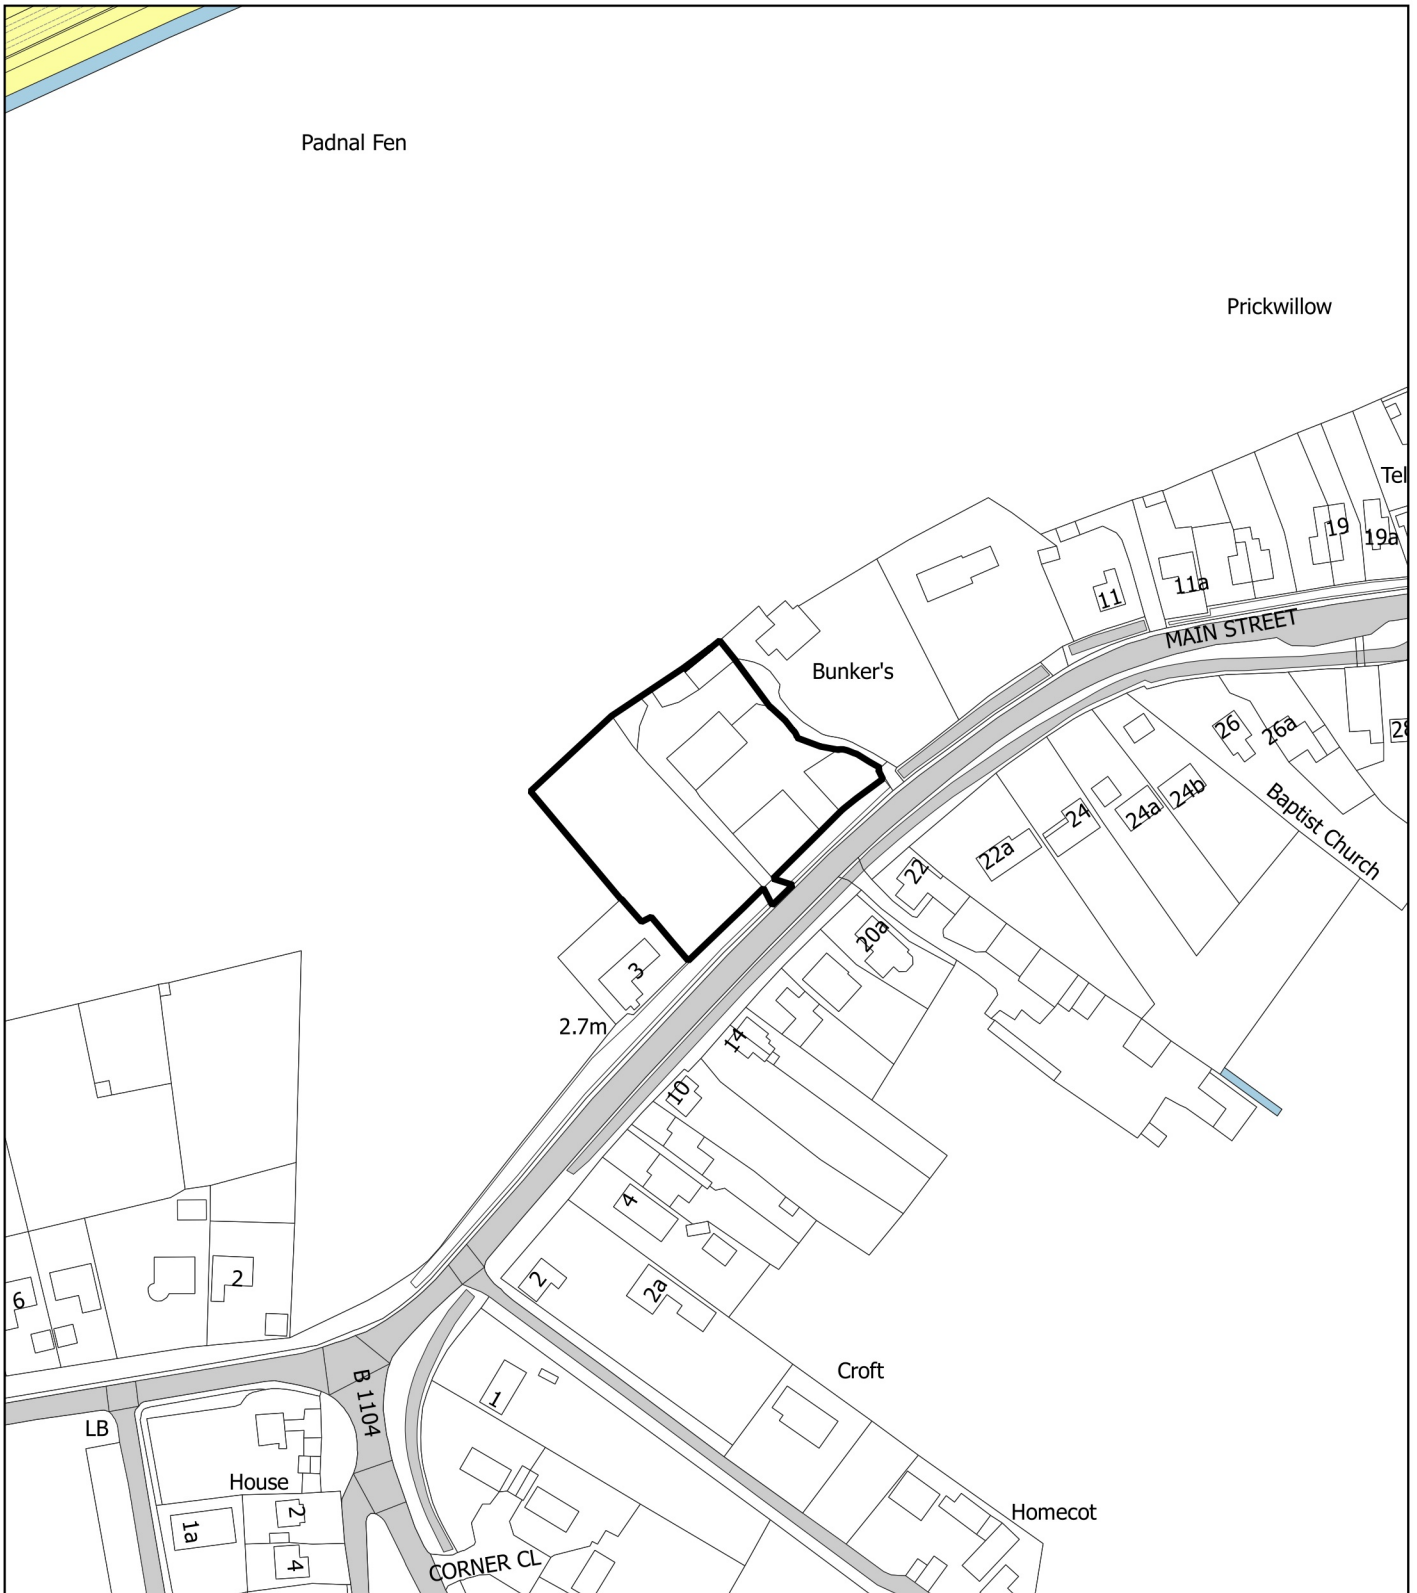 Padnal Fen
Prickwillow
Tel
19
19a
11a
11
MAIN STREET
Bunker's
26
26a
28
24b
24a
24
Baptist Church
22a
22
20a
3
2.7m
14
10
4
2
6
2
2a
Croft
B 1104
1
LB
House
2
1a
4
Homecot
CORNER CL